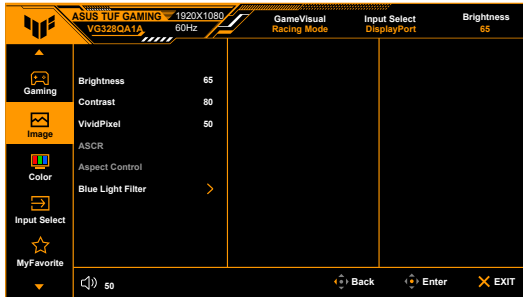 ASUS TUF GAMING 1920X1080 GameVisual Input Select Brightness
VG328QA1A 60Hz Racing Mode DisplayPort 65
Gaming
Brightness 65
Contrast 80
Image
VividPixel 50
ASCR
Aspect Control
Color
Blue Light Filter
Input Select
MyFavorite
50 Back Enter EXIT